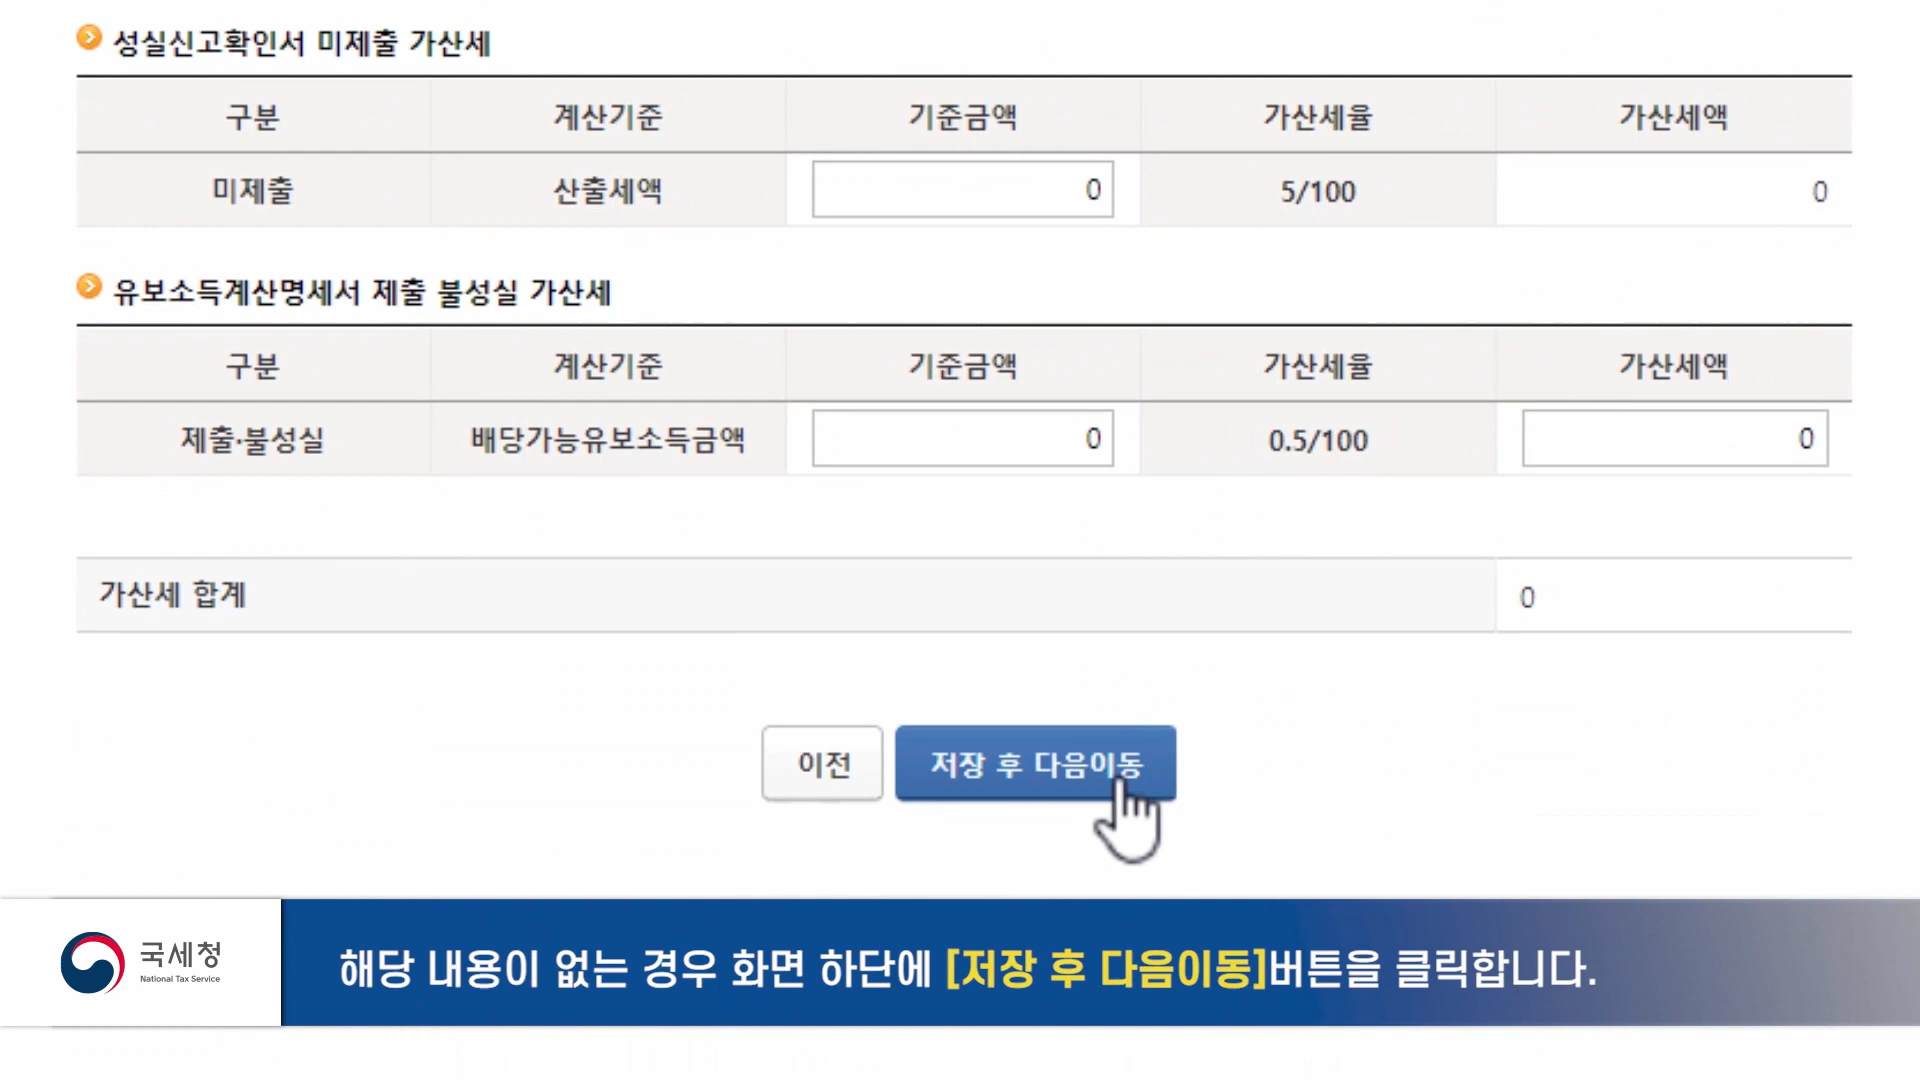 성실신고확인서 미제출 가산세
구분 계산기준 기준금액 가산세율 가산세액
미제출 산출세액 0 5/100 0
유보소득계산명세서 제출 불성실 가산세
구분 계산기준 기준금액 가산세율 가산세액
제출·불성실 배당가능유보소득금액 0 0.5/100 0
가산세 합계 0
이전 저장 후 다음이동
국세청
National Tax Service
해당 내용이 없는 경우 화면 하단에 [저장 후 다음이동]버튼을 클릭합니다.